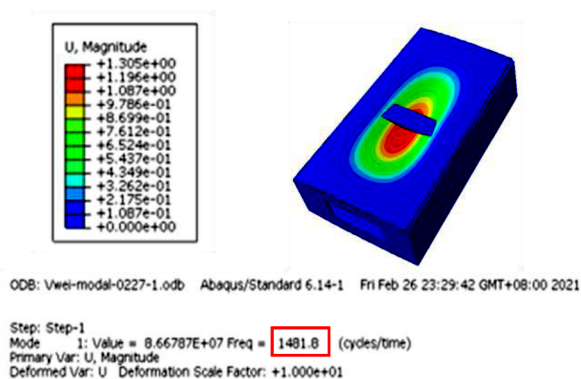 U, Magnitude
+1.305e+00
+1.196e+00
+1.087e+00
+9.786e-01
+8.699e-01
+7.612e-01
+6.524e-01
+5.437e-01
+4.349e-01
+3.262e-01
+2.175e-01
+1.087e-01
+0.000e+00
ODB: Vwei-modal-0227-1.odb Abaqus/Standard 6.14-1 Fri Feb 26 23:29:42 GMT+08:00 2021
Step: Step-1
Mode 1: Value = 8.66787E+07 Freq = 1481.8 (cycles/time)
Primary Var: U, Magnitude
Deformed Var: U Deformation Scale Factor: +1.000e+01